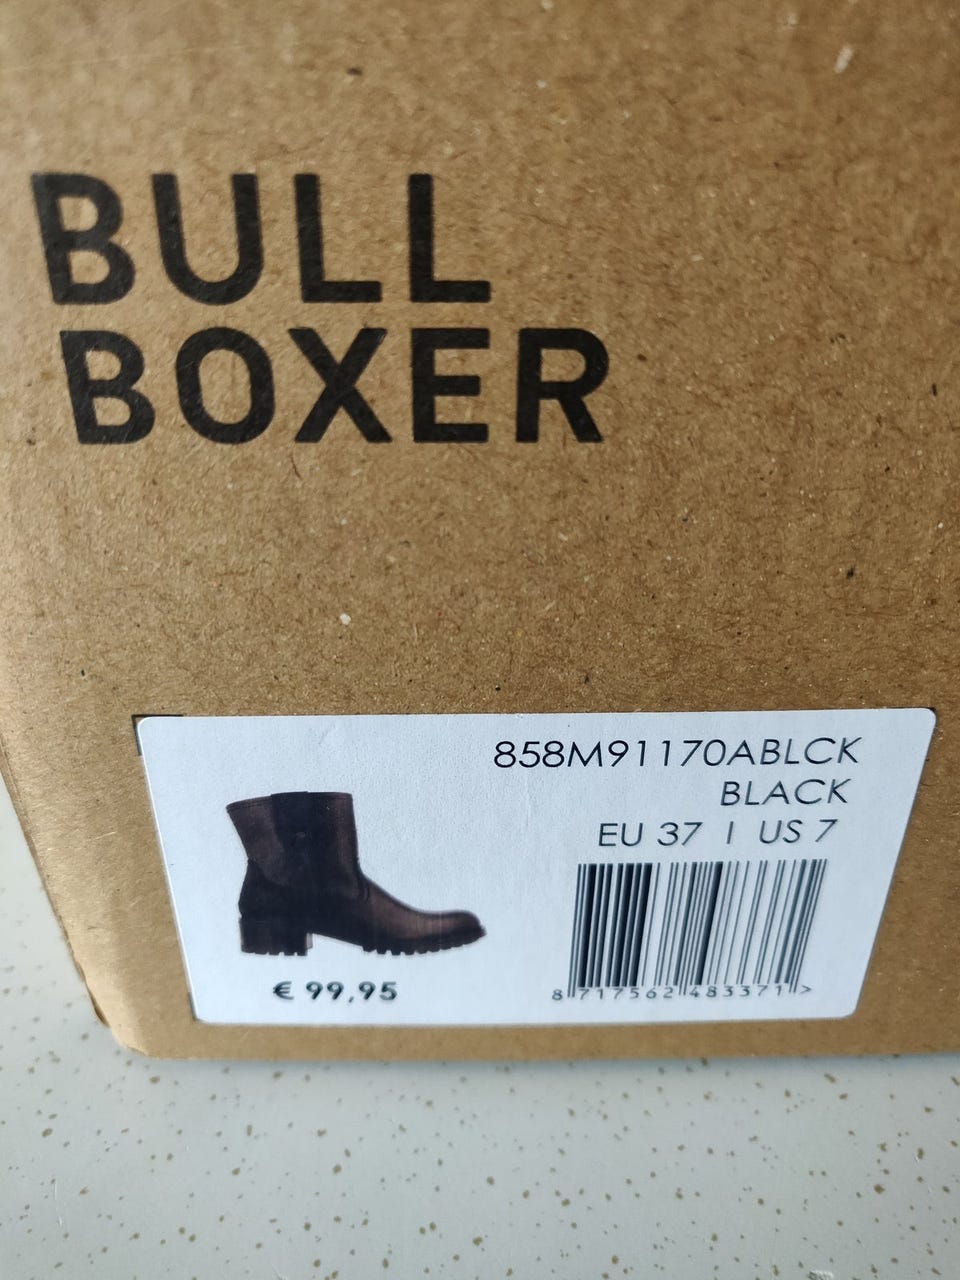 BULL
BOXER
858M91170ABLCK
BLACK
EU 37 | US 7
€ 99,95
8 717562 483371 >